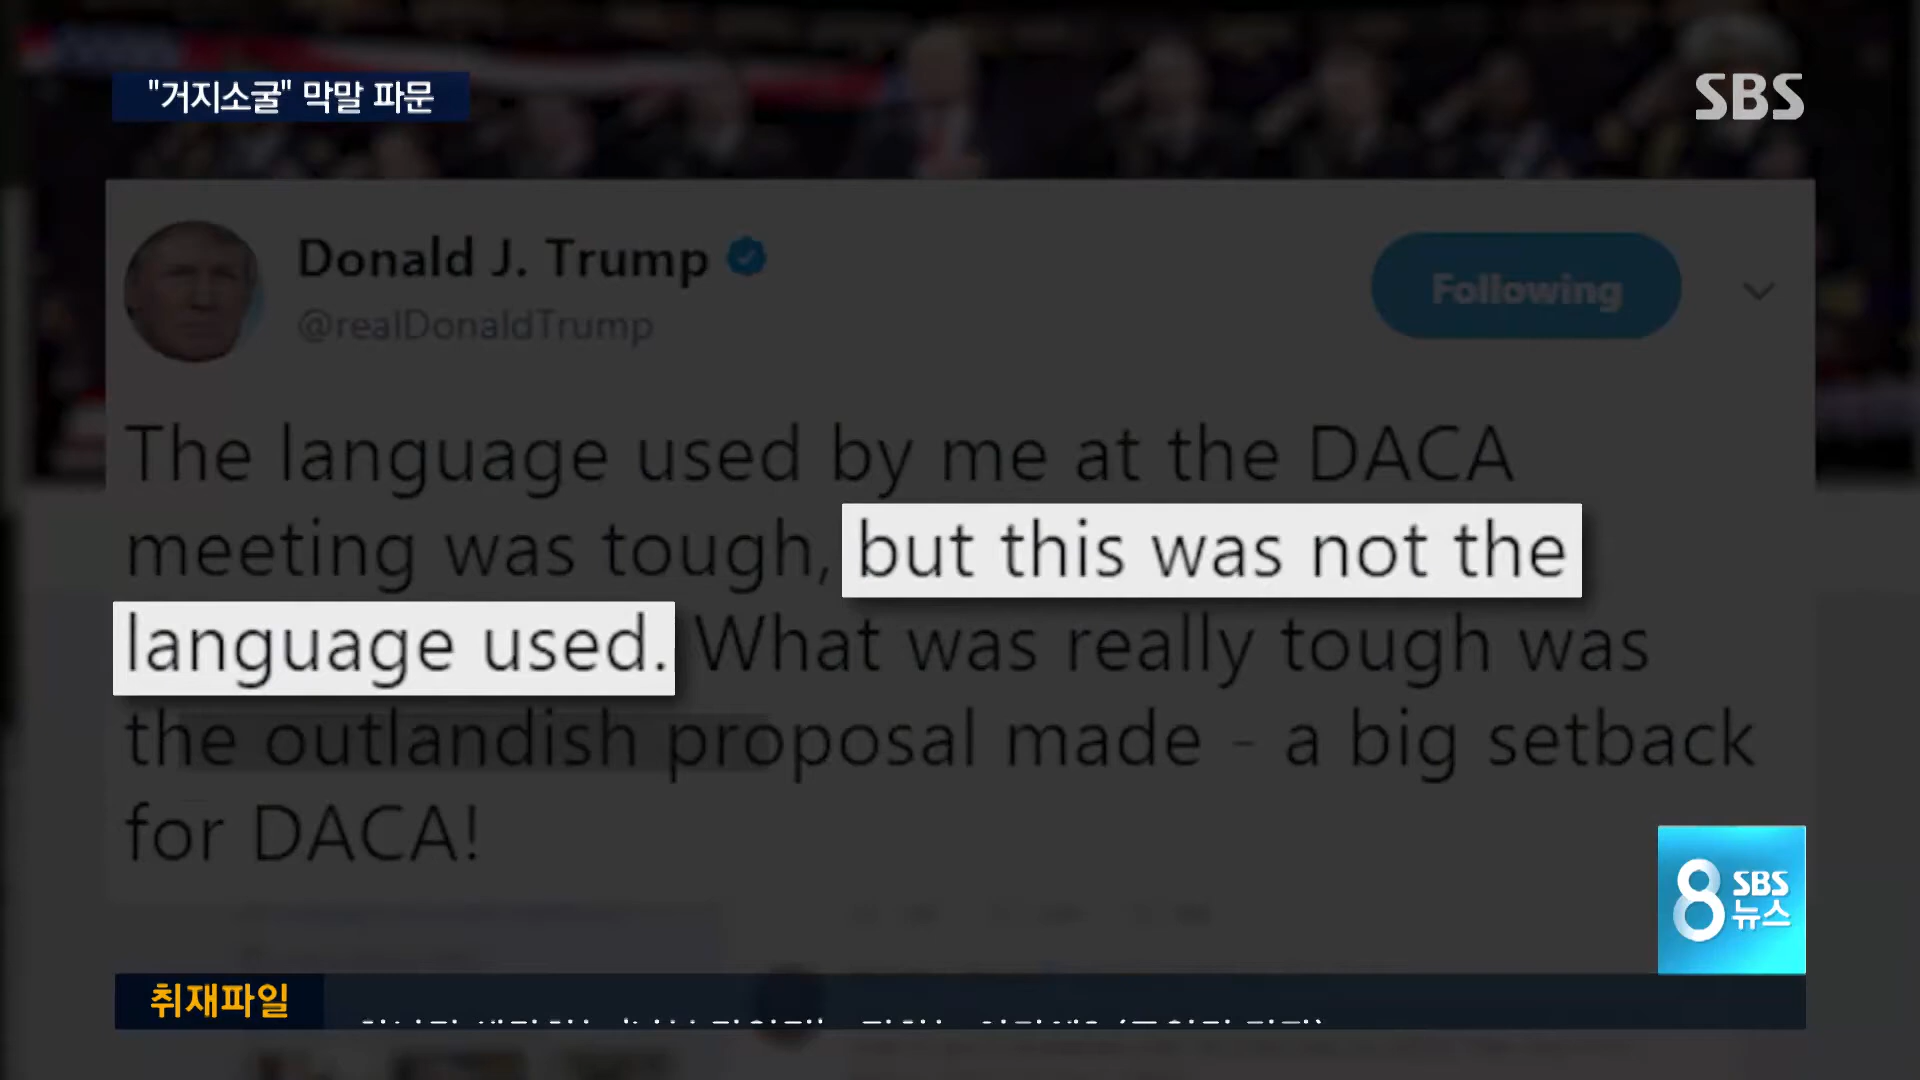 "거지소굴" 막말 파문
SBS
Donald J. Trump
@realDonaldTrump
Following
The language used by me at the DACA
meeting was tough, but this was not the
language used. What was really tough was
the outlandish proposal made - a big setback
for DACA!
8 SBS
뉴스
취재파일